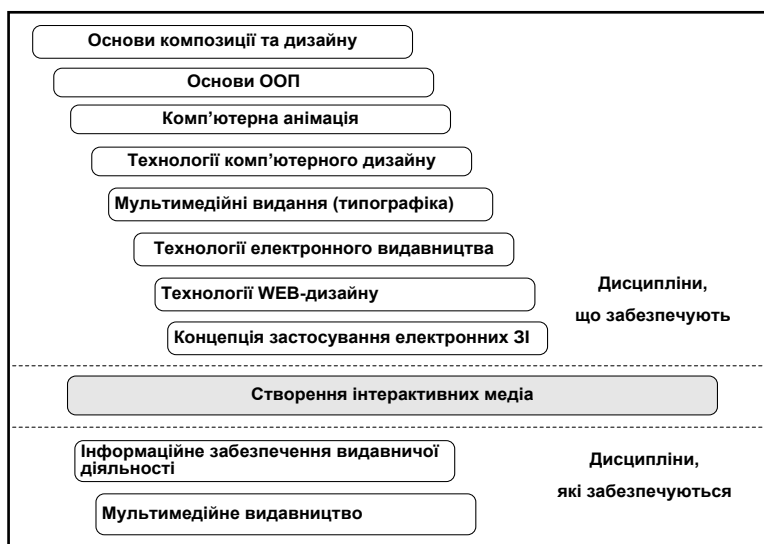 Основи композиції та дизайну
Основи ООП
Комп’ютерна анімація
Технології комп’ютерного дизайну
Мультимедійні видання (типографіка)
Технології електронного видавництва
Технології WEB-дизайну
Концепція застосування електронних ЗІ
Дисципліни,
що забезпечують
Створення інтерактивних медіа
Інформаційне забезпечення видавничої
діяльності
Мультимедійне видавництво
Дисципліни,
які забезпечуються